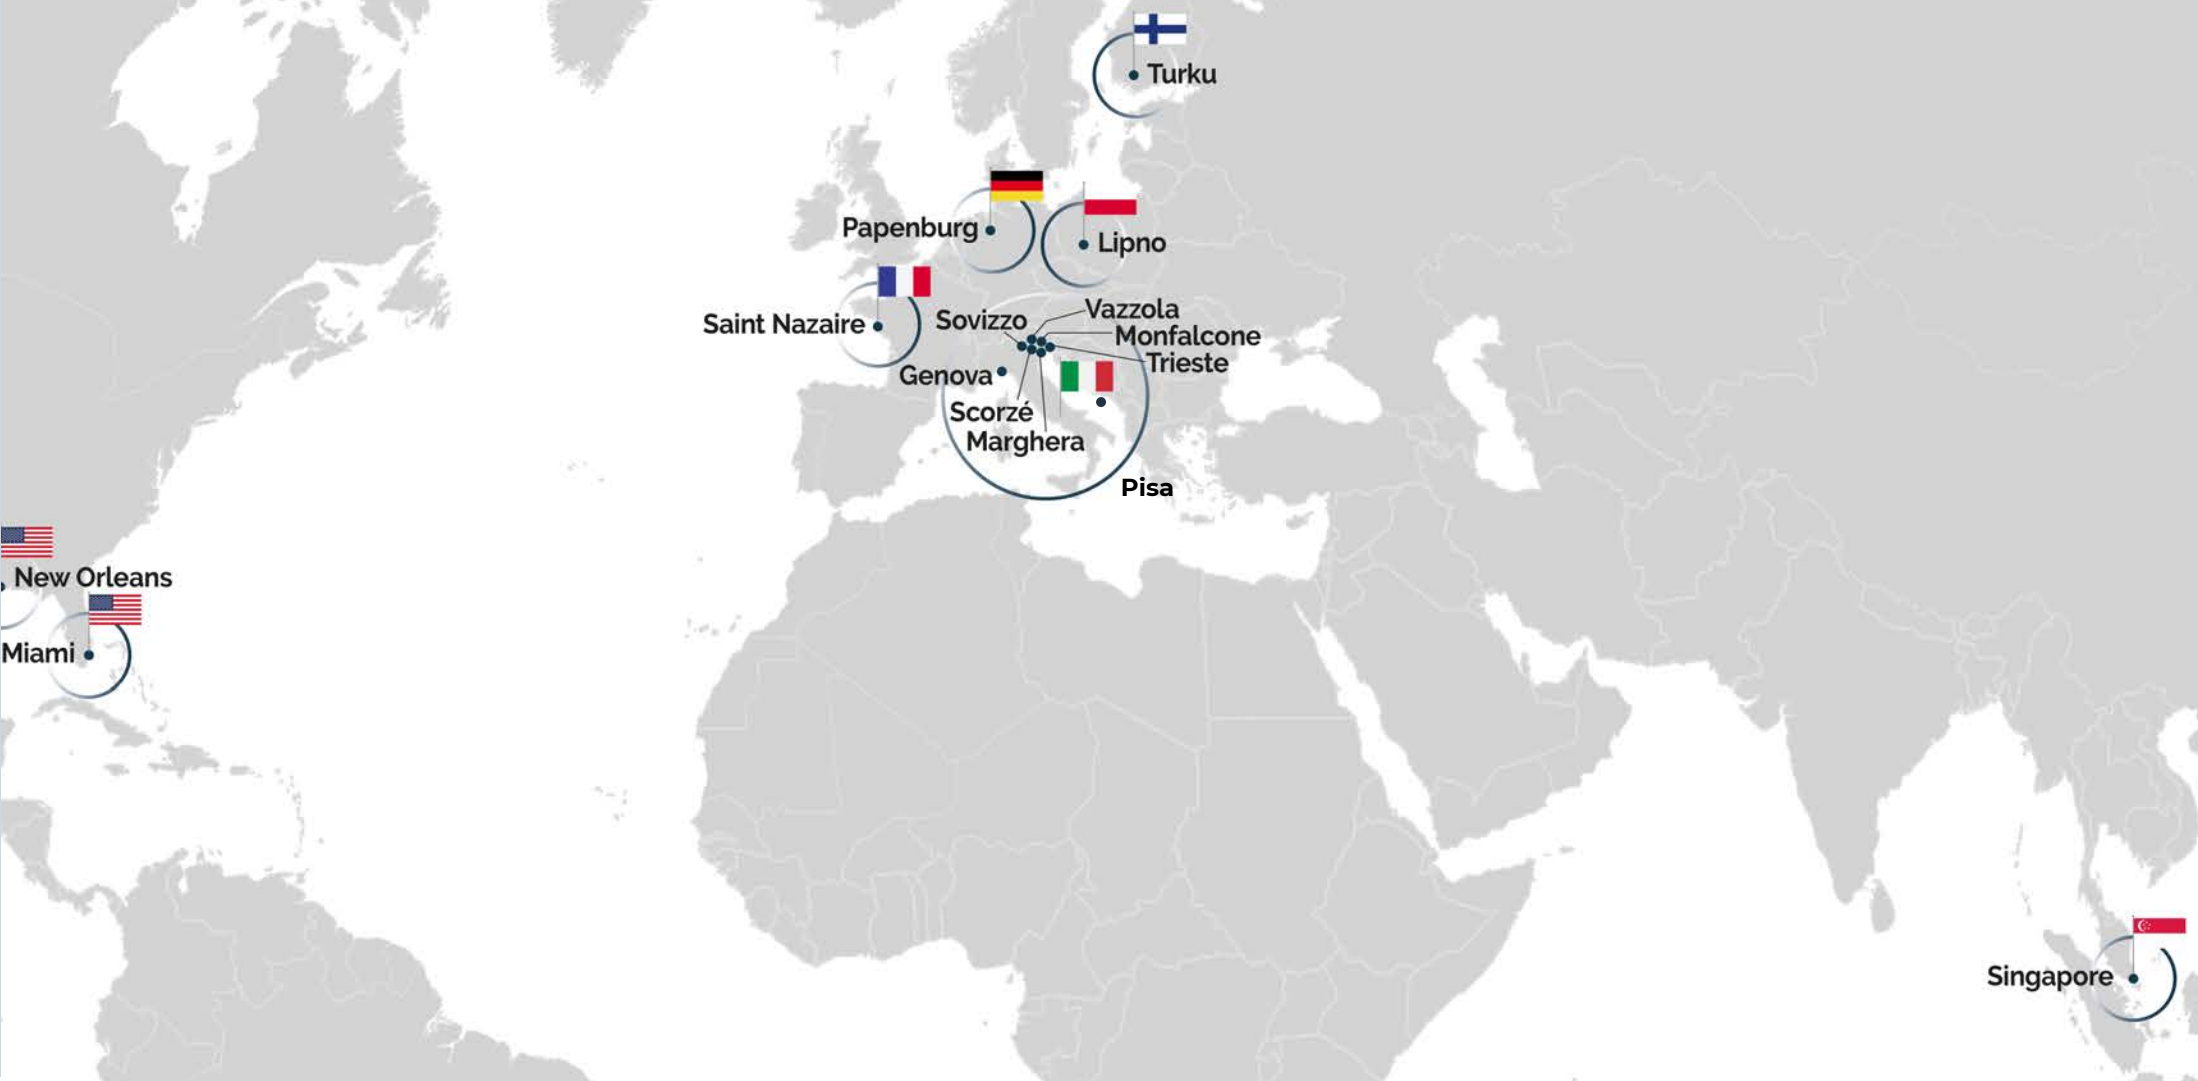 Turku
Papenburg
Lipno
Saint Nazaire
Sovizzo
Vazzola
Monfalcone
Trieste
Genova
Scorzé
Marghera
Pisa
New Orleans
Miami
Singapore